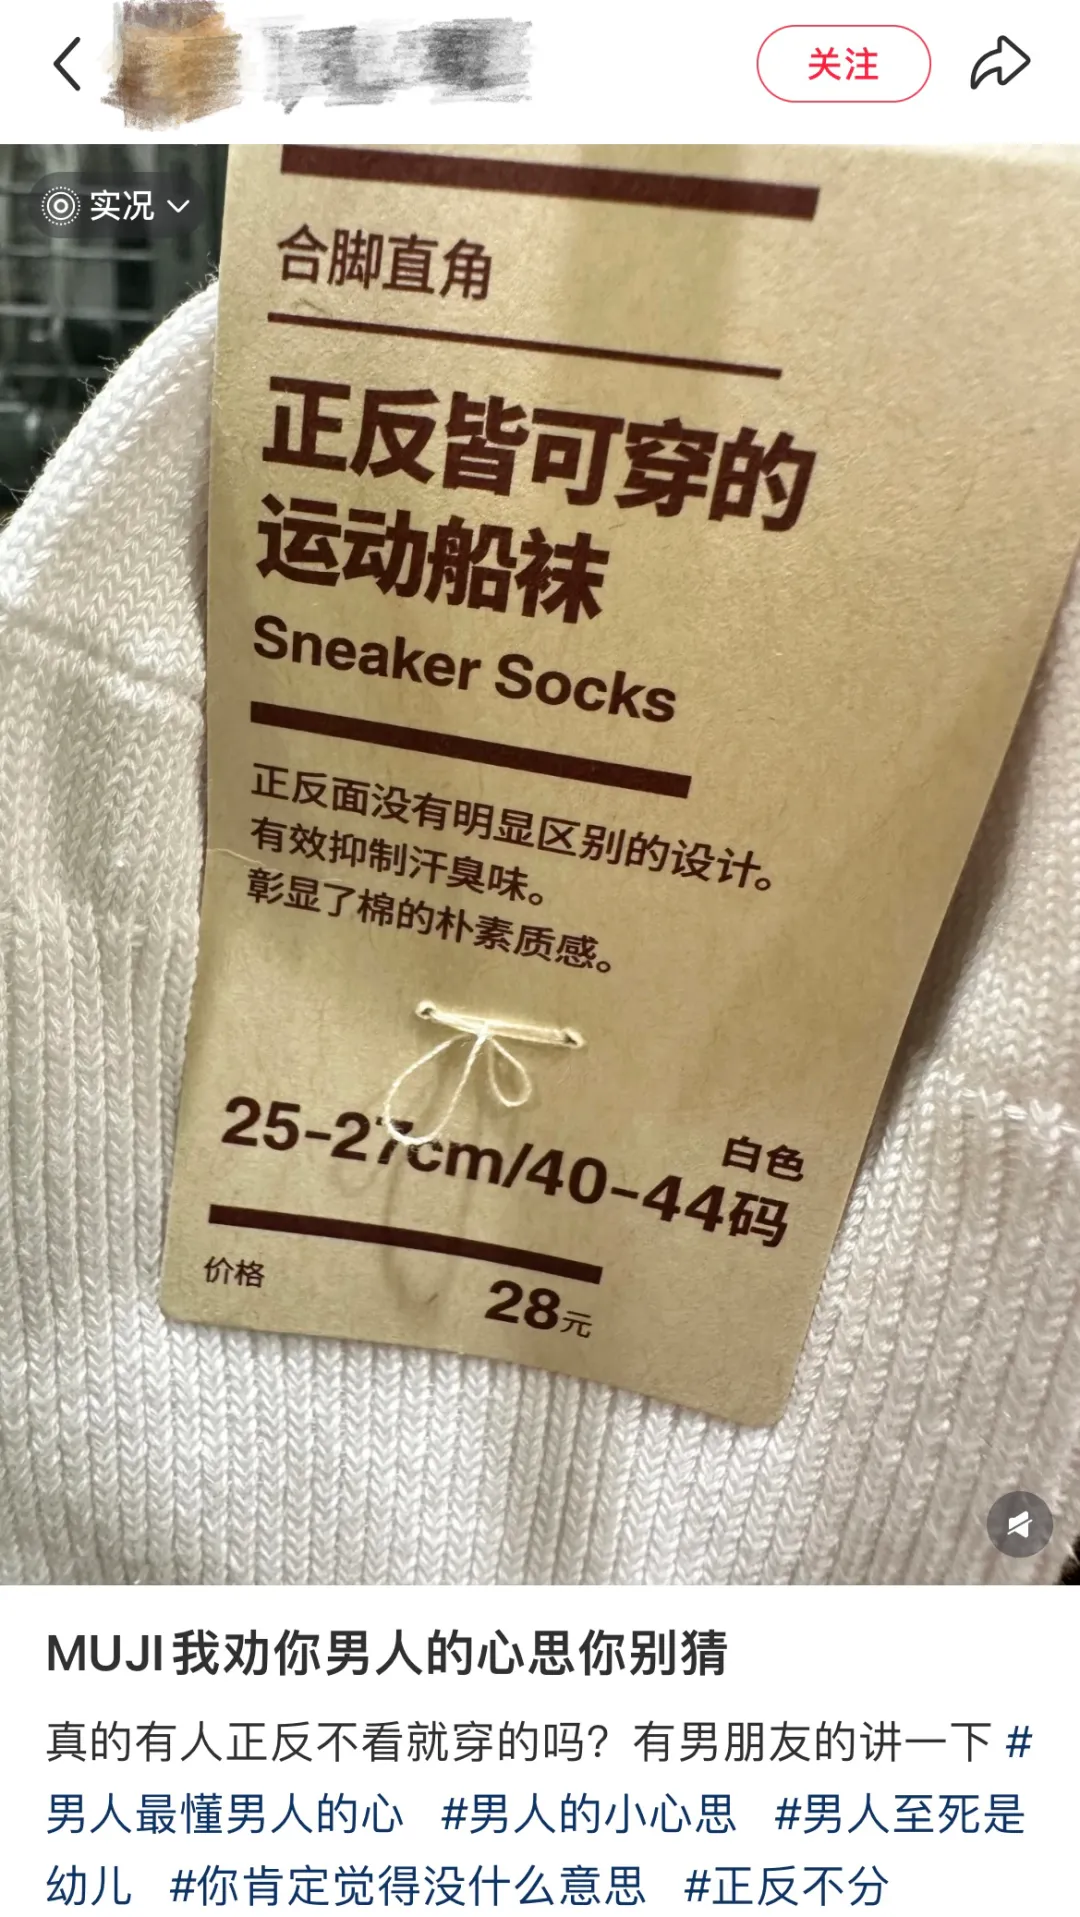 关注
实况
合脚直角
正反皆可穿的
运动船袜
Sneaker Socks
正反面没有明显区别的设计。
有效抑制汗臭味。
彰显了棉的朴素质感。
白色
25-27cm/40-44码
价格
28元
MUJI我劝你男人的心思你别猜
真的有人正反不看就穿的吗？有男朋友的讲一下 #
男人最懂男人的心 #男人的小心思 #男人至死是
幼儿 #你肯定觉得没什么意思 #正反不分